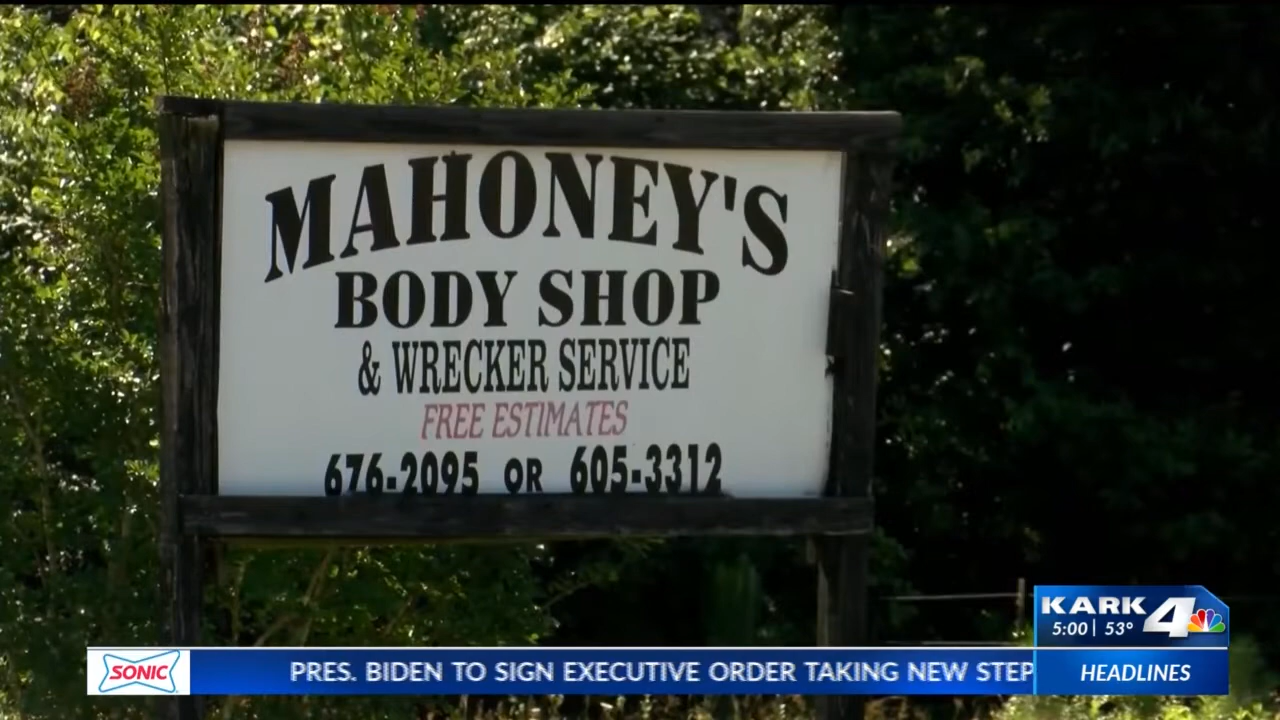 MAHONEY'S
BODY SHOP
& WRECKER SERVICE
FREE ESTIMATES
676-2095 OR 605-3312
KARK 4
5:00 | 53°
SONIC
PRES. BIDEN TO SIGN EXECUTIVE ORDER TAKING NEW STEP
HEADLINES